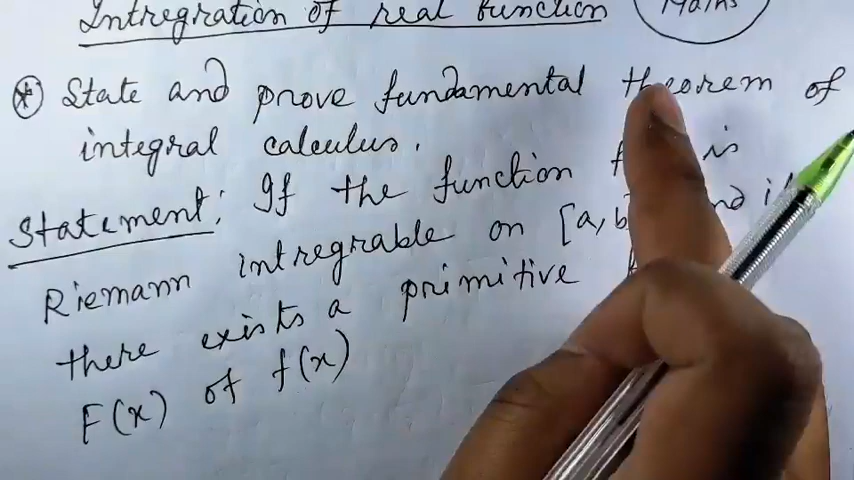 Intregration of real function
Maths
* State and prove fundamental theorem of
integral calculus.
Statement: If the function is
Riemann intregrable on [a, b
there exists a primitive
F(x) of f(x)